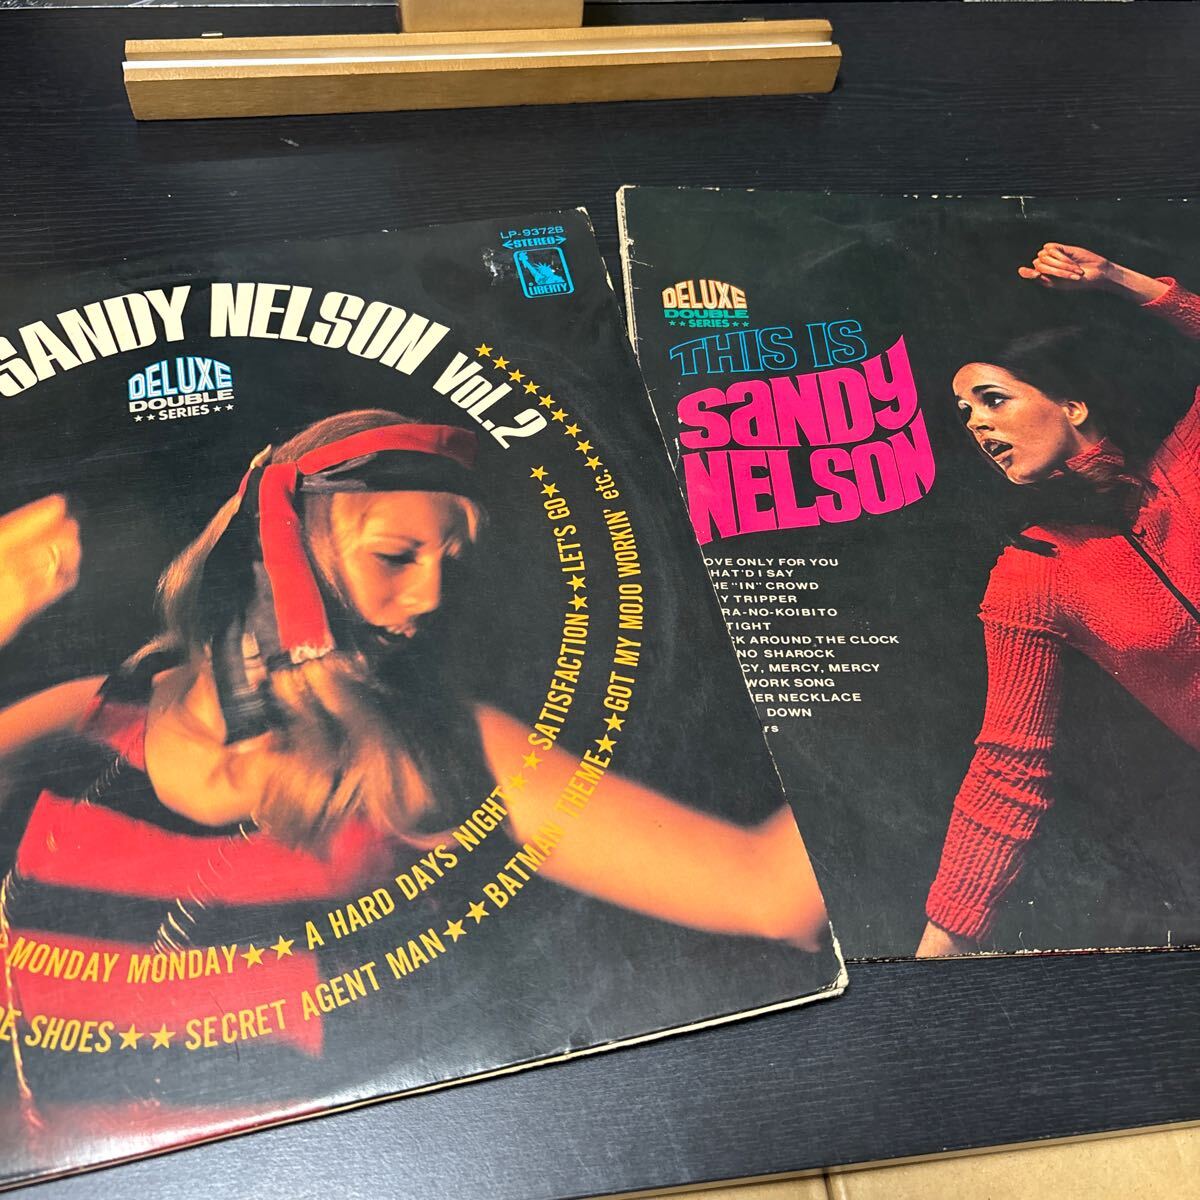 LP-9372B
STEREO
LIBERTY
SANDY NELSON VOL.2
DELUXE
DOUBLE
★★ SERIES ★★
★★★★★★★★★★
LET'S GO★★
SATISFACTION★★
A HARD DAYS NIGHT★★
MONDAY MONDAY★★
GOT MY MOJO WORKIN' etc.★
BATMAN THEME★★
SECRET AGENT MAN★★
SHOES★★
DELUXE
DOUBLE
★★ SERIES ★★
THIS IS
SANDY
NELSON
OVE ONLY FOR YOU
HAT'D I SAY
HE "IN" CROWD
Y TRIPPER
RA-NO-KOIBITO
TIGHT
CK AROUND THE CLOCK
NO SHAROCK
CY, MERCY, MERCY
WORK SONG
ER NECKLACE
DOWN
rs